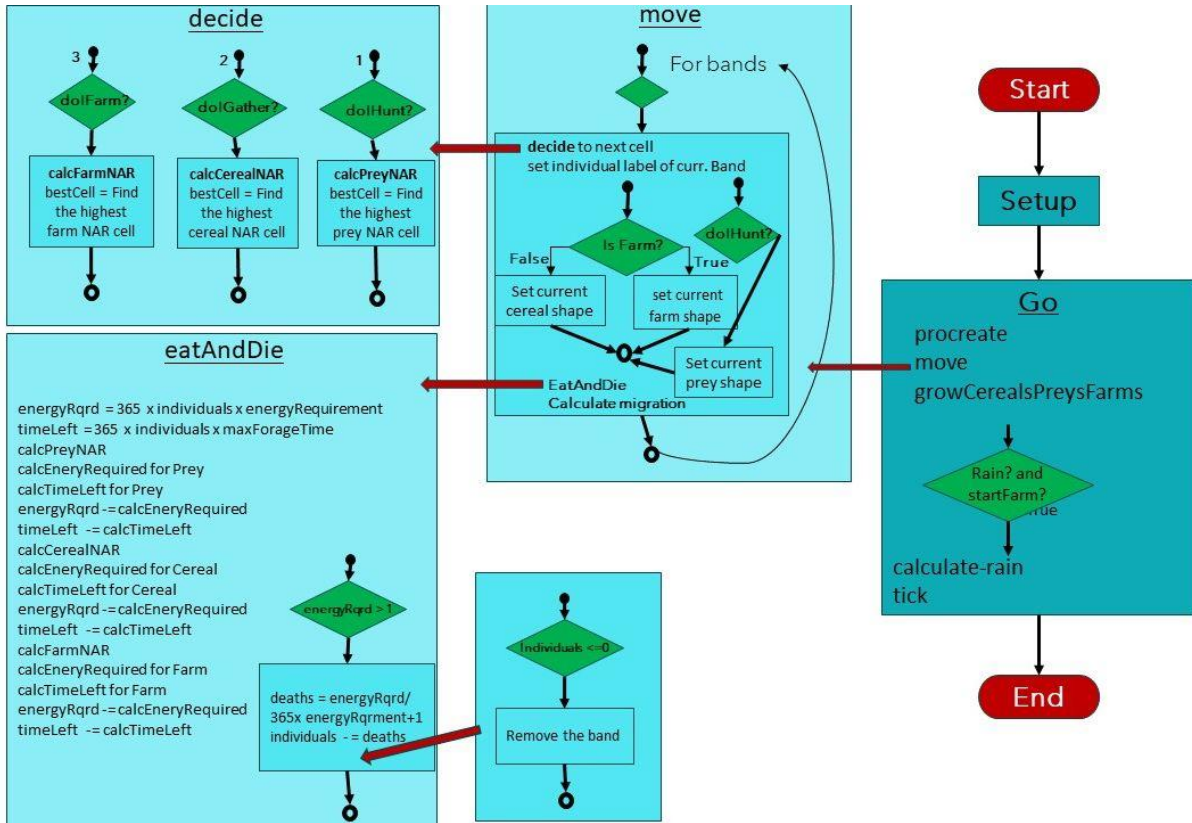 decide
3
doIFarm?
calcFarmNAR
bestCell = Find
the highest
farm NAR cell
2
doIGather?
calcCerealNAR
bestCell = Find
the highest
cereal NAR cell
1
doIHunt?
calcPreyNAR
bestCell = Find
the highest
prey NAR cell
move
For bands
decide to next cell
set individual label of curr. Band
Is Farm?
doIHunt?
False
True
Set current
cereal shape
set current
farm shape
Set current
prey shape
EatAndDie
Calculate migration
Start
Setup
Go
procreate
move
growCerealsPreysFarms
Rain? and
startFarm?
True
calculate-rain
tick
End
eatAndDie
energyRqrd = 365 x individuals x energyRequirement
timeLeft = 365 x individuals x maxForageTime
calcPreyNAR
calcEneryRequired for Prey
calcTimeLeft for Prey
energyRqrd -= calcEneryRequired
timeLeft -= calcTimeLeft
calcCerealNAR
calcEneryRequired for Cereal
calcTimeLeft for Cereal
energyRqrd -= calcEneryRequired
timeLeft -= calcTimeLeft
calcFarmNAR
calcEneryRequired for Farm
calcTimeLeft for Farm
energyRqrd -= calcEneryRequired
timeLeft -= calcTimeLeft
energyRqrd > 1
deaths = energyRqrd/
365x energyRqrment+1
individuals - = deaths
Individuals <=0
Remove the band